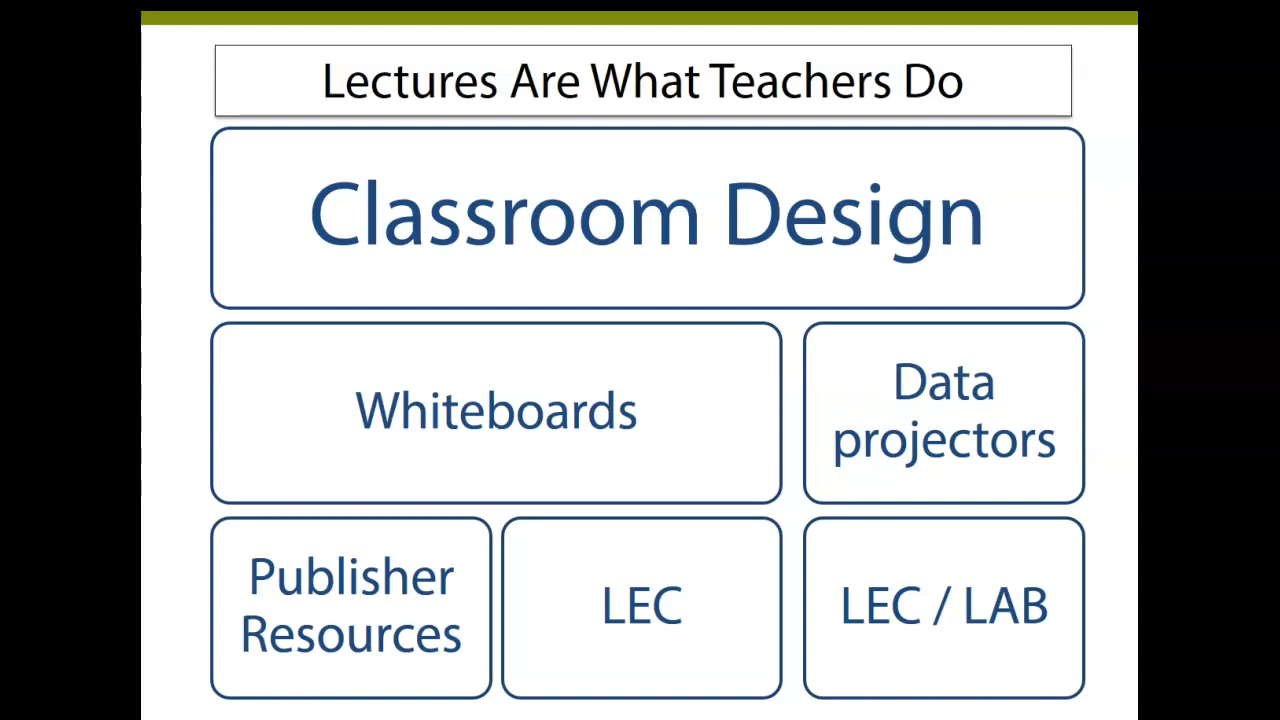 Lectures Are What Teachers Do
Classroom Design
Whiteboards
Data
projectors
Publisher
Resources
LEC
LEC / LAB